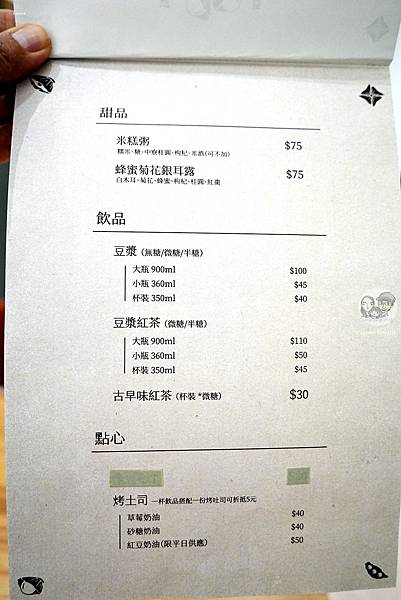 甜品
米糕粥 $75
糯米、糖、中寮桂圓、枸杞、米酒(可不加)
蜂蜜菊花銀耳露 $75
白木耳、菊花、蜂蜜、枸杞、桂圓、紅棗
飲品
豆漿 (無糖/微糖/半糖)
大瓶 900ml $100
小瓶 360ml $45
杯裝 350ml $40
豆漿紅茶 (微糖/半糖)
大瓶 900ml $110
小瓶 360ml $50
杯裝 350ml $45
古早味紅茶 (杯裝 *微糖) $30
點心
烤土司 一杯飲品搭配一份烤吐司可折抵5元
草莓奶油 $40
砂糖奶油 $40
紅豆奶油(限平日供應) $50